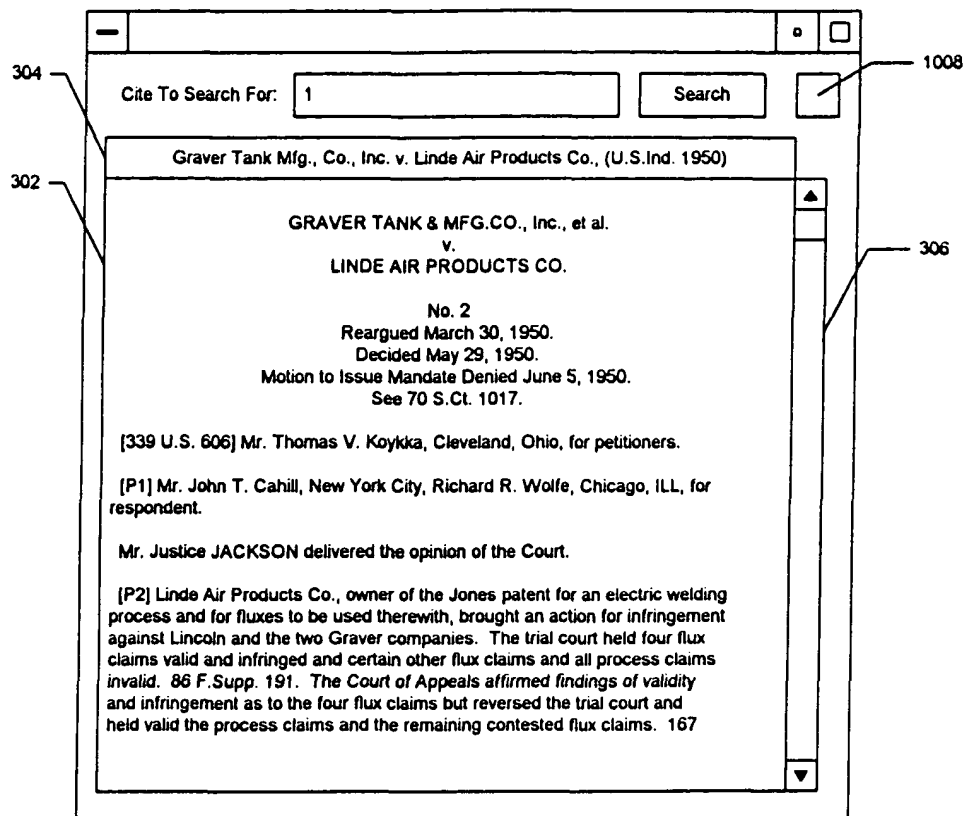 304
1008
Cite To Search For: 1 Search
Graver Tank Mfg., Co., Inc. v. Linde Air Products Co., (U.S.Ind. 1950)
302
GRAVER TANK & MFG.CO., Inc., et al.
v.
306
LINDE AIR PRODUCTS CO.
No. 2
Reargued March 30, 1950.
Decided May 29, 1950.
Motion to Issue Mandate Denied June 5, 1950.
See 70 S.Ct. 1017.
[339 U.S. 606] Mr. Thomas V. Koykka, Cleveland, Ohio, for petitioners.
[P1] Mr. John T. Cahill, New York City, Richard R. Wolfe, Chicago, ILL, for
respondent.
Mr. Justice JACKSON delivered the opinion of the Court.
[P2] Linde Air Products Co., owner of the Jones patent for an electric welding
process and for fluxes to be used therewith, brought an action for infringement
against Lincoln and the two Graver companies. The trial court held four flux
claims valid and infringed and certain other flux claims and all process claims
invalid. 86 F.Supp. 191. The Court of Appeals affirmed findings of validity
and infringement as to the four flux claims but reversed the trial court and
held valid the process claims and the remaining contested flux claims. 167